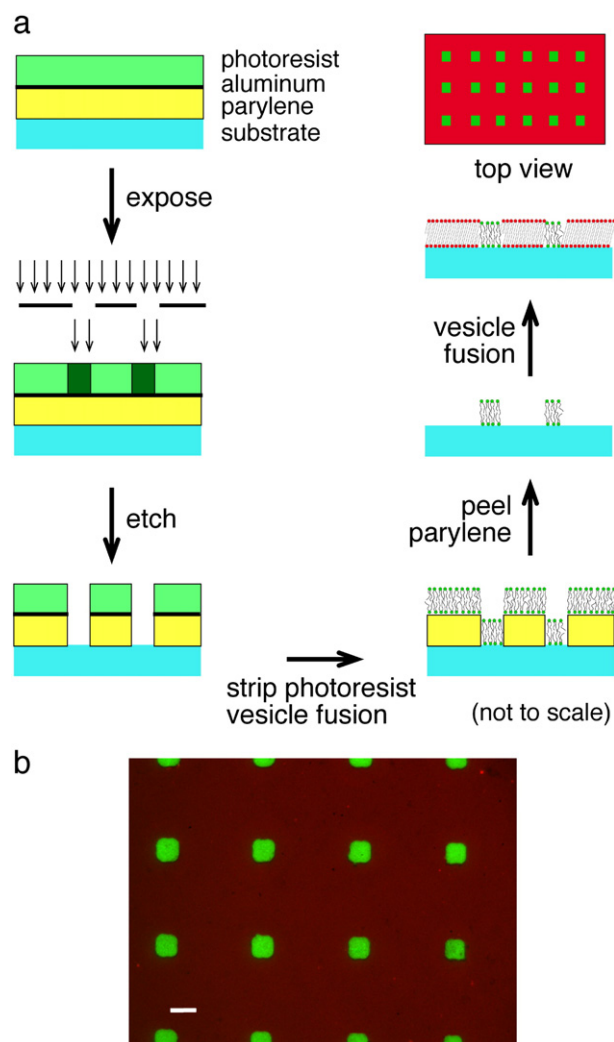 a
photoresist
aluminum
parylene
substrate
expose
etch
strip photoresist
vesicle fusion
(not to scale)
peel
parylene
vesicle
fusion
top view
b